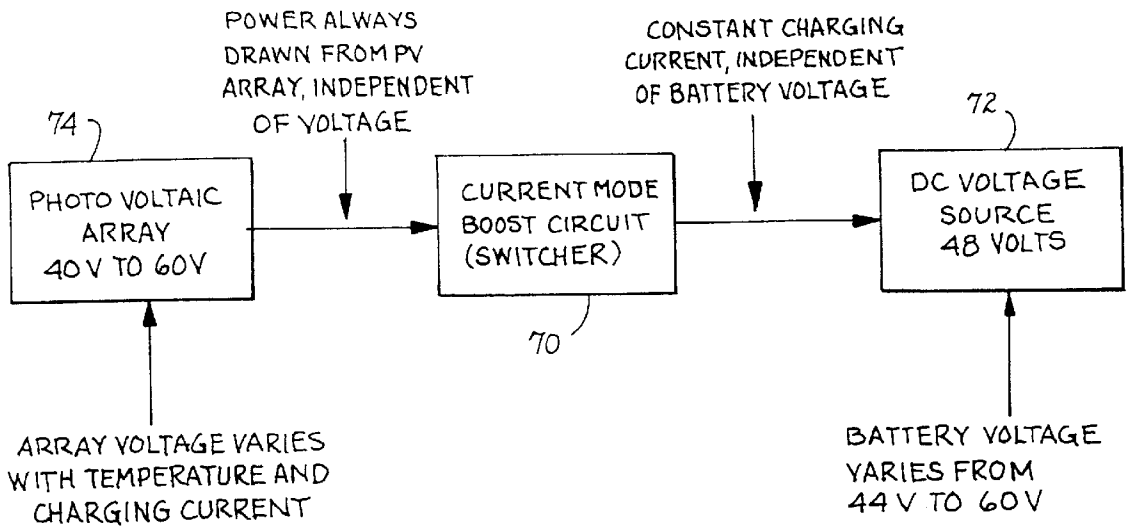 POWER ALWAYS
DRAWN FROM PV
ARRAY, INDEPENDENT
OF VOLTAGE
CONSTANT CHARGING
CURRENT, INDEPENDENT
OF BATTERY VOLTAGE
74
72
PHOTO VOLTAIC
ARRAY
40V TO 60V
CURRENT MODE
BOOST CIRCUIT
(SWITCHER)
DC VOLTAGE
SOURCE
48 VOLTS
70
ARRAY VOLTAGE VARIES
WITH TEMPERATURE AND
CHARGING CURRENT
BATTERY VOLTAGE
VARIES FROM
44V TO 60V